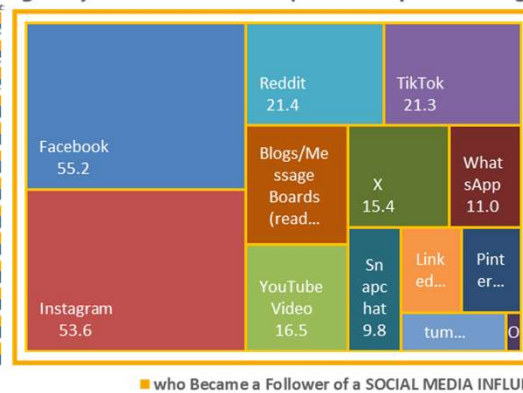 Facebook
55.2
Instagram
53.6
Reddit
21.4
TikTok
21.3
Blogs/Me
ssage
Boards
(read...
X
15.4
What
sApp
11.0
YouTube
Video
16.5
Sn
apc
hat
9.8
Link
ed...
Pint
er...
tum...
O
who Became a Follower of a SOCIAL MEDIA INFLU